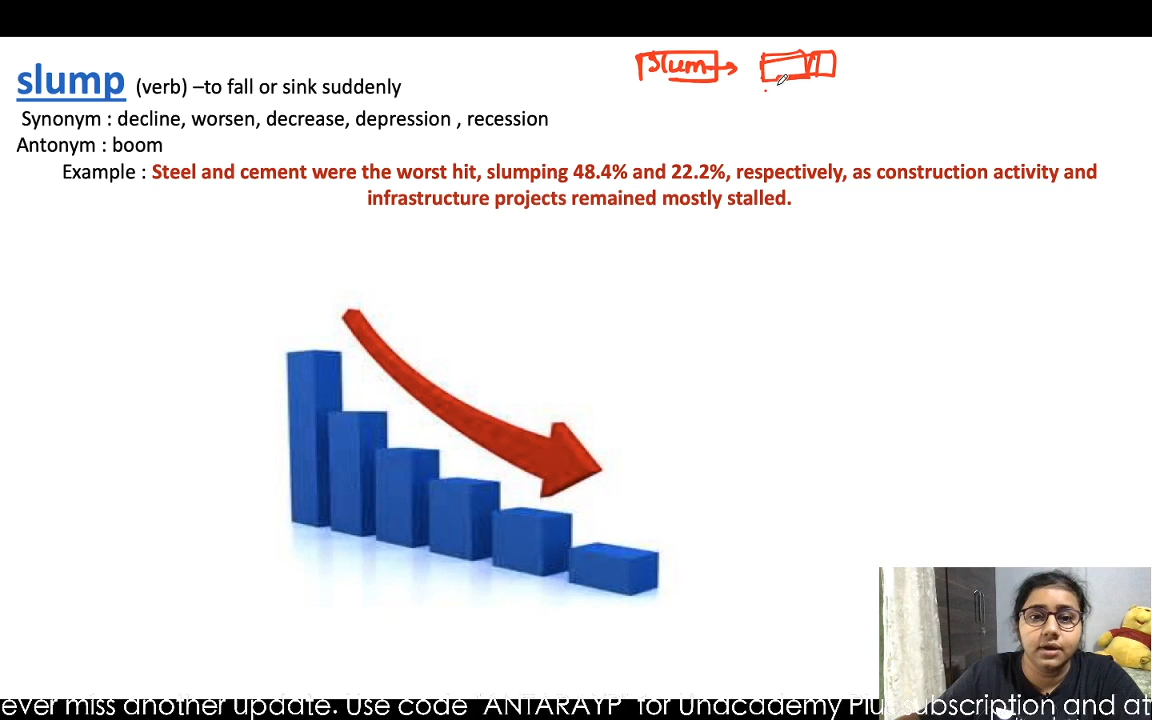 slump (verb) –to fall or sink suddenly
slum
Synonym : decline, worsen, decrease, depression , recession
Antonym : boom
Example : Steel and cement were the worst hit, slumping 48.4% and 22.2%, respectively, as construction activity and
infrastructure projects remained mostly stalled.
ever miss another update. Use code "ANTARAYP" for Unacademy Plus subscription and at